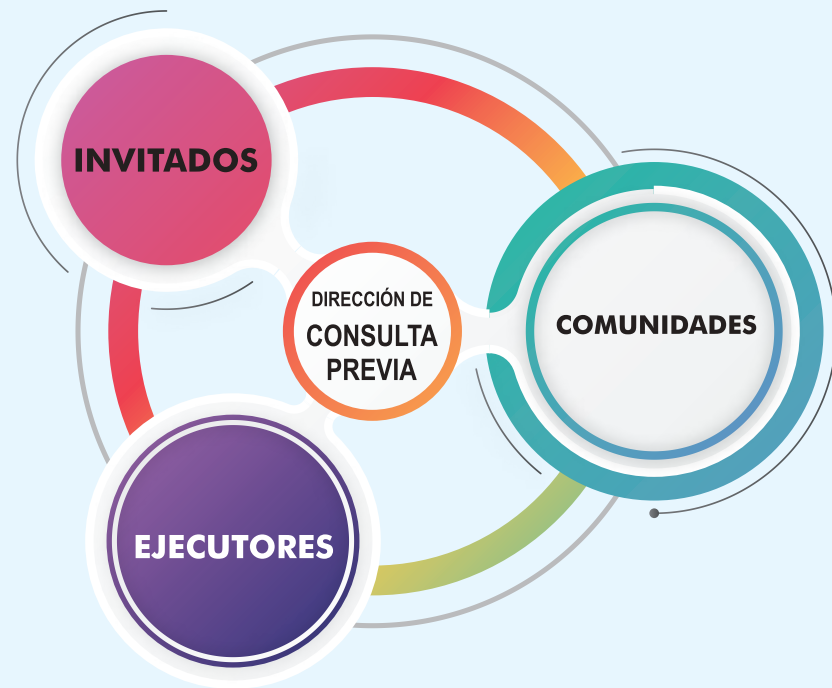 INVITADOS
DIRECCIÓN DE
CONSULTA
PREVIA
COMUNIDADES
EJECUTORES